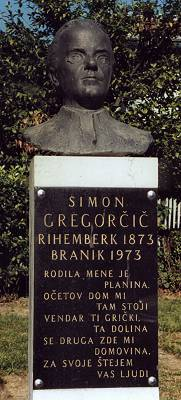 SIMON
GREGORČIČ
RIHEMBERK 1873
BRANIK 1973
RODILA MENE JE
PLANINA,
OČETOV DOM MI
TAM STOJI
VENDAR TI GRIČKI,
TA DOLINA
SE DRUGA ZDE MI
DOMOVINA,
ZA SVOJE ŠTEJEM
VAŠ LJUDI